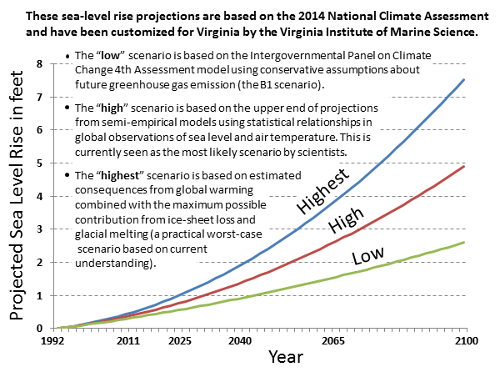 These sea-level rise projections are based on the 2014 National Climate Assessment
and have been customized for Virginia by the Virginia Institute of Marine Science.
• The “low” scenario is based on the Intergovernmental Panel on Climate
Change 4th Assessment model using conservative assumptions about
future greenhouse gas emission (the B1 scenario).
• The “high” scenario is based on the upper end of projections
from semi-empirical models using statistical relationships in
global observations of sea level and air temperature. This is
currently seen as the most likely scenario by scientists.
• The “highest” scenario is based on estimated
consequences from global warming
combined with the maximum possible
contribution from ice-sheet loss and
glacial melting (a practical worst-case
scenario based on current
understanding).
Projected Sea Level Rise in feet
8
7
6
5
4
3
2
1
0
Highest
High
Low
1992
2011
2025
2040
2065
2100
Year